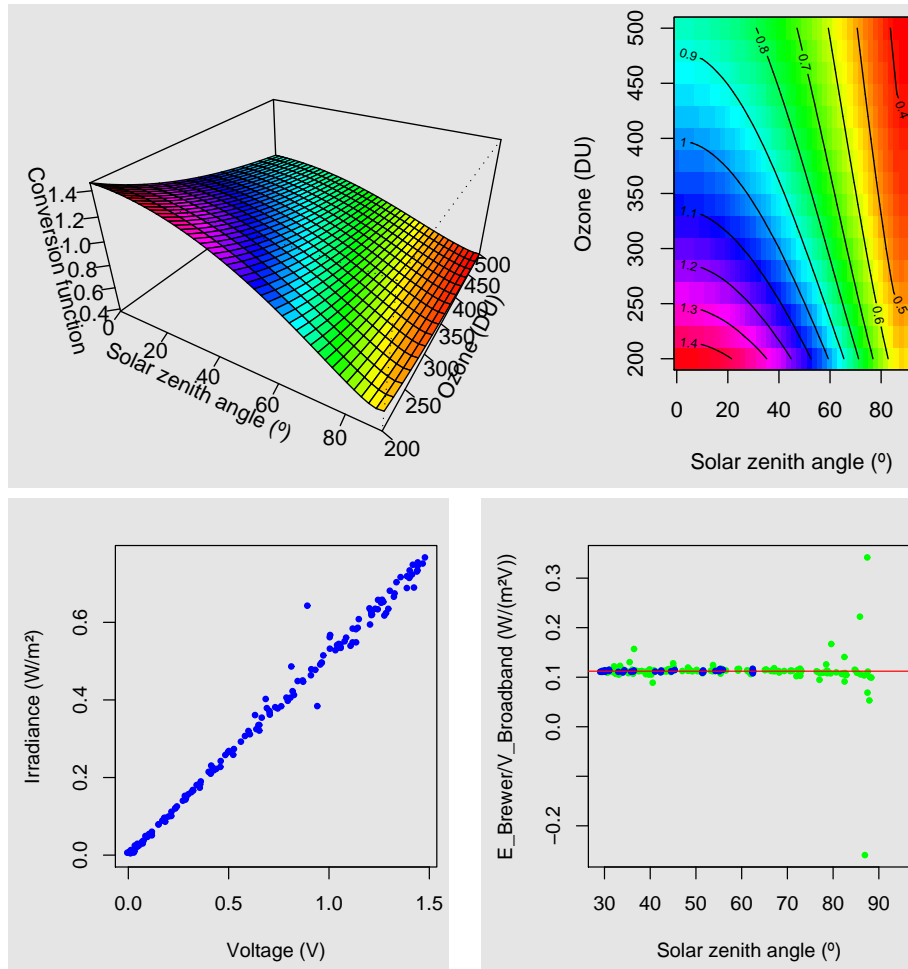 Conversion function
0.4 0.6 0.8 1.0 1.2 1.4
Solar zenith angle (º)
0 20 40 60 80
Ozone (DU)
200 250 300 350 400 450 500
Ozone (DU)
200 250 300 350 400 450 500
0.4
0.5
0.6
0.7
0.8
0.9
1
1.1
1.2
1.3
1.4
0 20 40 60 80
Solar zenith angle (º)
Irradiance (W/m²)
0.0 0.2 0.4 0.6
0.0 0.5 1.0 1.5
Voltage (V)
E_Brewer/V_Broadband (W/(m²V))
−0.2 0.0 0.1 0.2 0.3
30 40 50 60 70 80 90
Solar zenith angle (º)